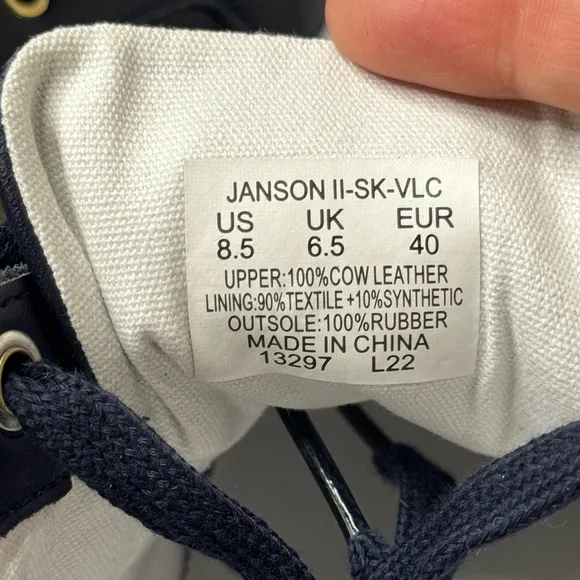 JANSON II-SK-VLC
US UK EUR
8.5 6.5 40
UPPER:100%COW LEATHER
LINING:90%TEXTILE +10%SYNTHETIC
OUTSOLE:100%RUBBER
MADE IN CHINA
13297 L22